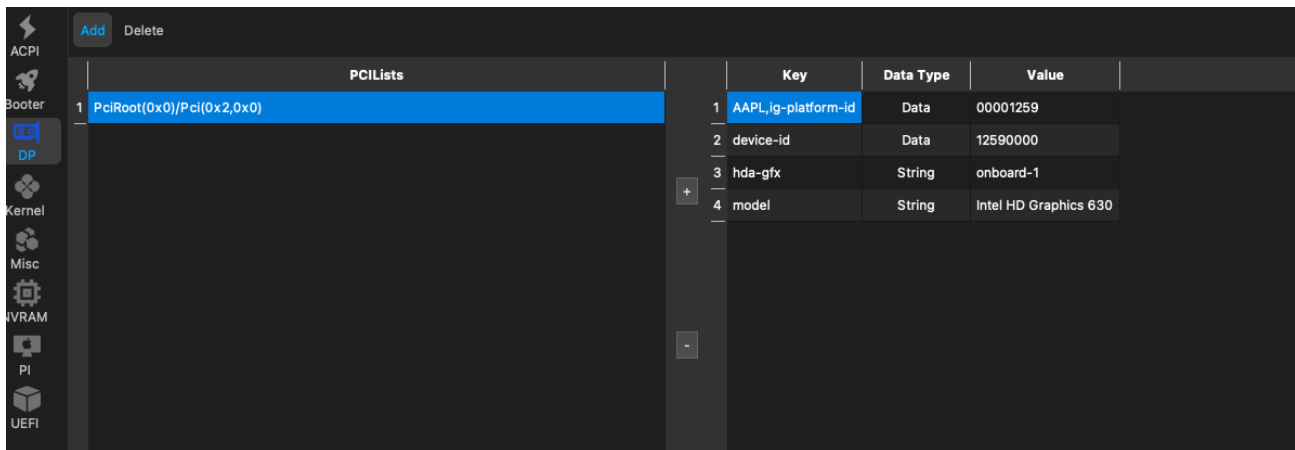 Add Delete
ACPI
Booter
DP
Kernel
Misc
NVRAM
PI
UEFI
PCILists
1 PciRoot(0x0)/Pci(0x2,0x0)
+
-
Key Data Type Value
1 AAPL,ig-platform-id Data 00001259
2 device-id Data 12590000
3 hda-gfx String onboard-1
4 model String Intel HD Graphics 630